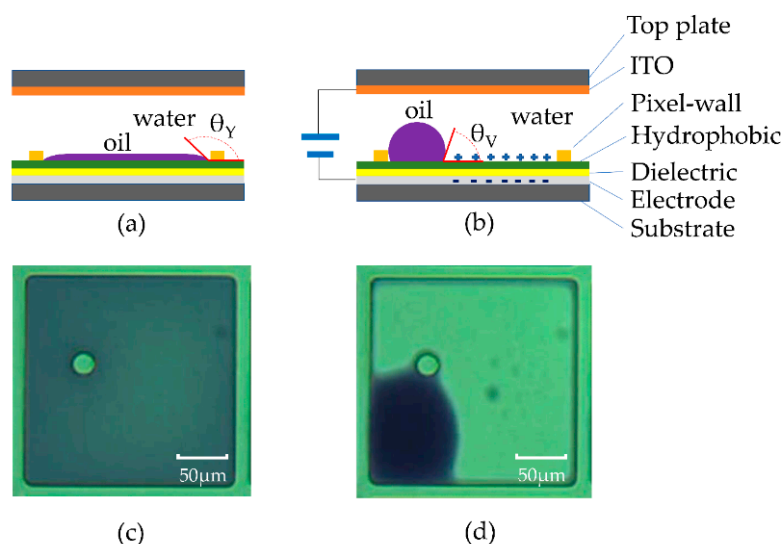 Top plate
ITO
Pixel-wall
Hydrophobic
Dielectric
Electrode
Substrate
water
θY
oil
(a)
oil
water
θV
+ + + + + + +
- - - - - - -
(b)
50μm
(c)
50μm
(d)